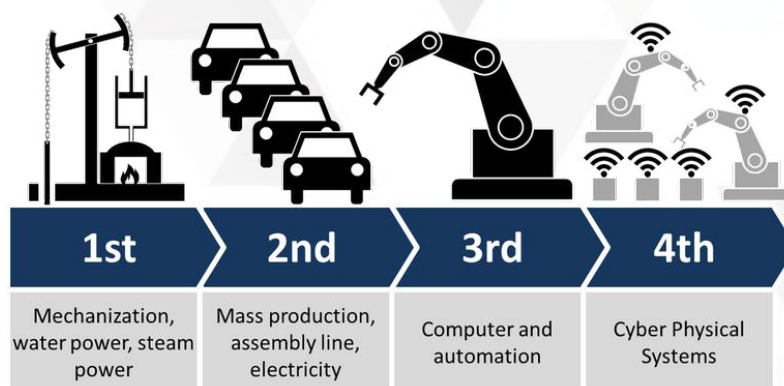 1st
2nd
3rd
4th
Mechanization,
water power, steam
power
Mass production,
assembly line,
electricity
Computer and
automation
Cyber Physical
Systems